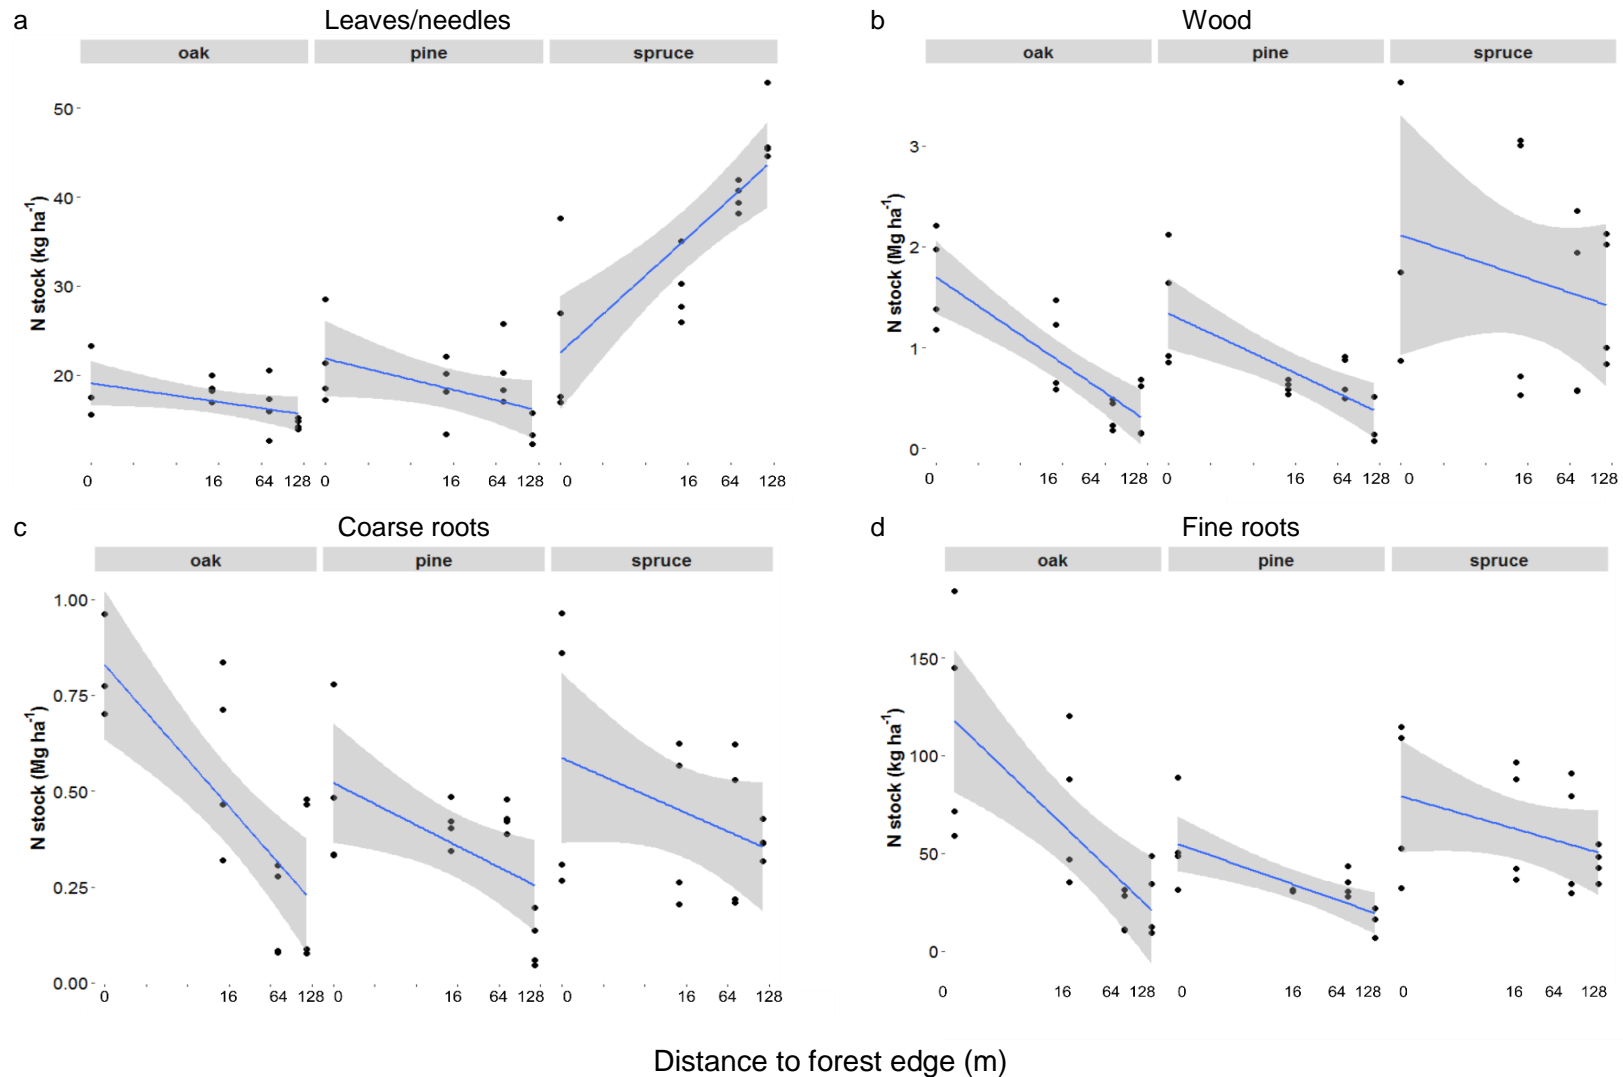 a Leaves/needles
oak pine spruce
N stock (kg ha-1)
50
40
30
20
0 16 64 128 0 16 64 128 0 16 64 128
b Wood
oak pine spruce
N stock (Mg ha-1)
3
2
1
0
0 16 64 128 0 16 64 128 0 16 64 128
c Coarse roots
oak pine spruce
N stock (Mg ha-1)
1.00
0.75
0.50
0.25
0.00
0 16 64 128 0 16 64 128 0 16 64 128
d Fine roots
oak pine spruce
N stock (kg ha-1)
150
100
50
0
0 16 64 128 0 16 64 128 0 16 64 128
Distance to forest edge (m)